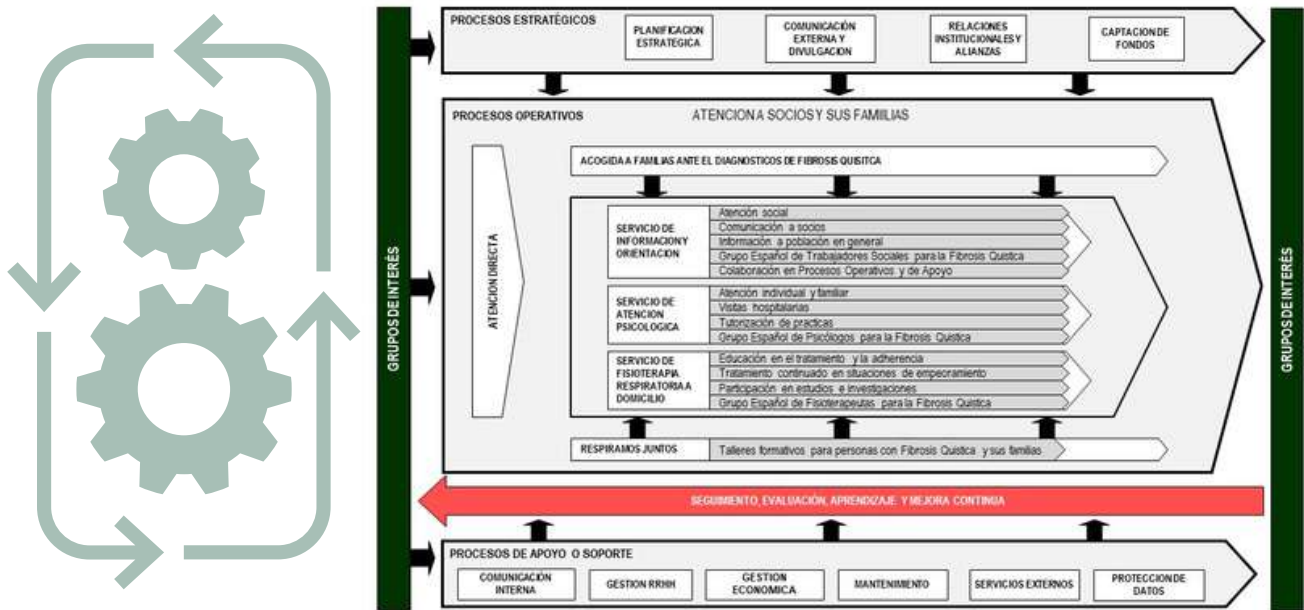 GRUPOS DE INTERÉS
PROCESOS ESTRATÉGICOS
PLANIFICACION
ESTRATEGICA
COMUNICACIÓN
EXTERNA Y
DIVULGACION
RELACIONES
INSTITUCIONALES Y
ALIANZAS
CAPTACION DE
FONDOS
PROCESOS OPERATIVOS
ATENCION A SOCIOS Y SUS FAMIILIAS
ATENCION DIRECTA
ACOGIDA A FAMILIAS ANTE EL DIAGNOSTICOS DE FIBROSIS QUISITCA
SERVICIO DE
INFORMACION Y
ORIENTACION
Atención social
Comunicación a socios
Información a población en general
Grupo Español de Trabajadores Sociales para la Fibrosis Quistica
Colaboración en Procesos Operativos y de Apoyo
SERVICIO DE
ATENCION
PSICOLOGICA
Atención individual y familiar
Visitas hospitalarias
Tutorización de practicas
Grupo Español de Psicólogos para la Fibrosis Quistica
SERVICIO DE
FISIOTERAPIA
RESPIRATORIA A
DOMICILIO
Educación en el tratamiento y la adherencia
Tratamiento continuado en situaciones de empeoramiento
Participación en estudios e investigaciones
Grupo Español de Fisioterapeutas para la Fibrosis Quistica
RESPIRAMOS JUNTOS
Talleres formativos para personas con Fibrosis Quistica y sus familias
SEGUIMIENTO, EVALUACIÓN, APRENDIZAJE Y MEJORA CONTINUA
PROCESOS DE APOYO O SOPORTE
COMUNICACIÓN
INTERNA
GESTION RRHH
GESTION
ECONOMICA
MANTENIMIENTO
SERVICIOS EXTERNOS
PROTECCION DE
DATOS
GRUPOS DE INTERÉS